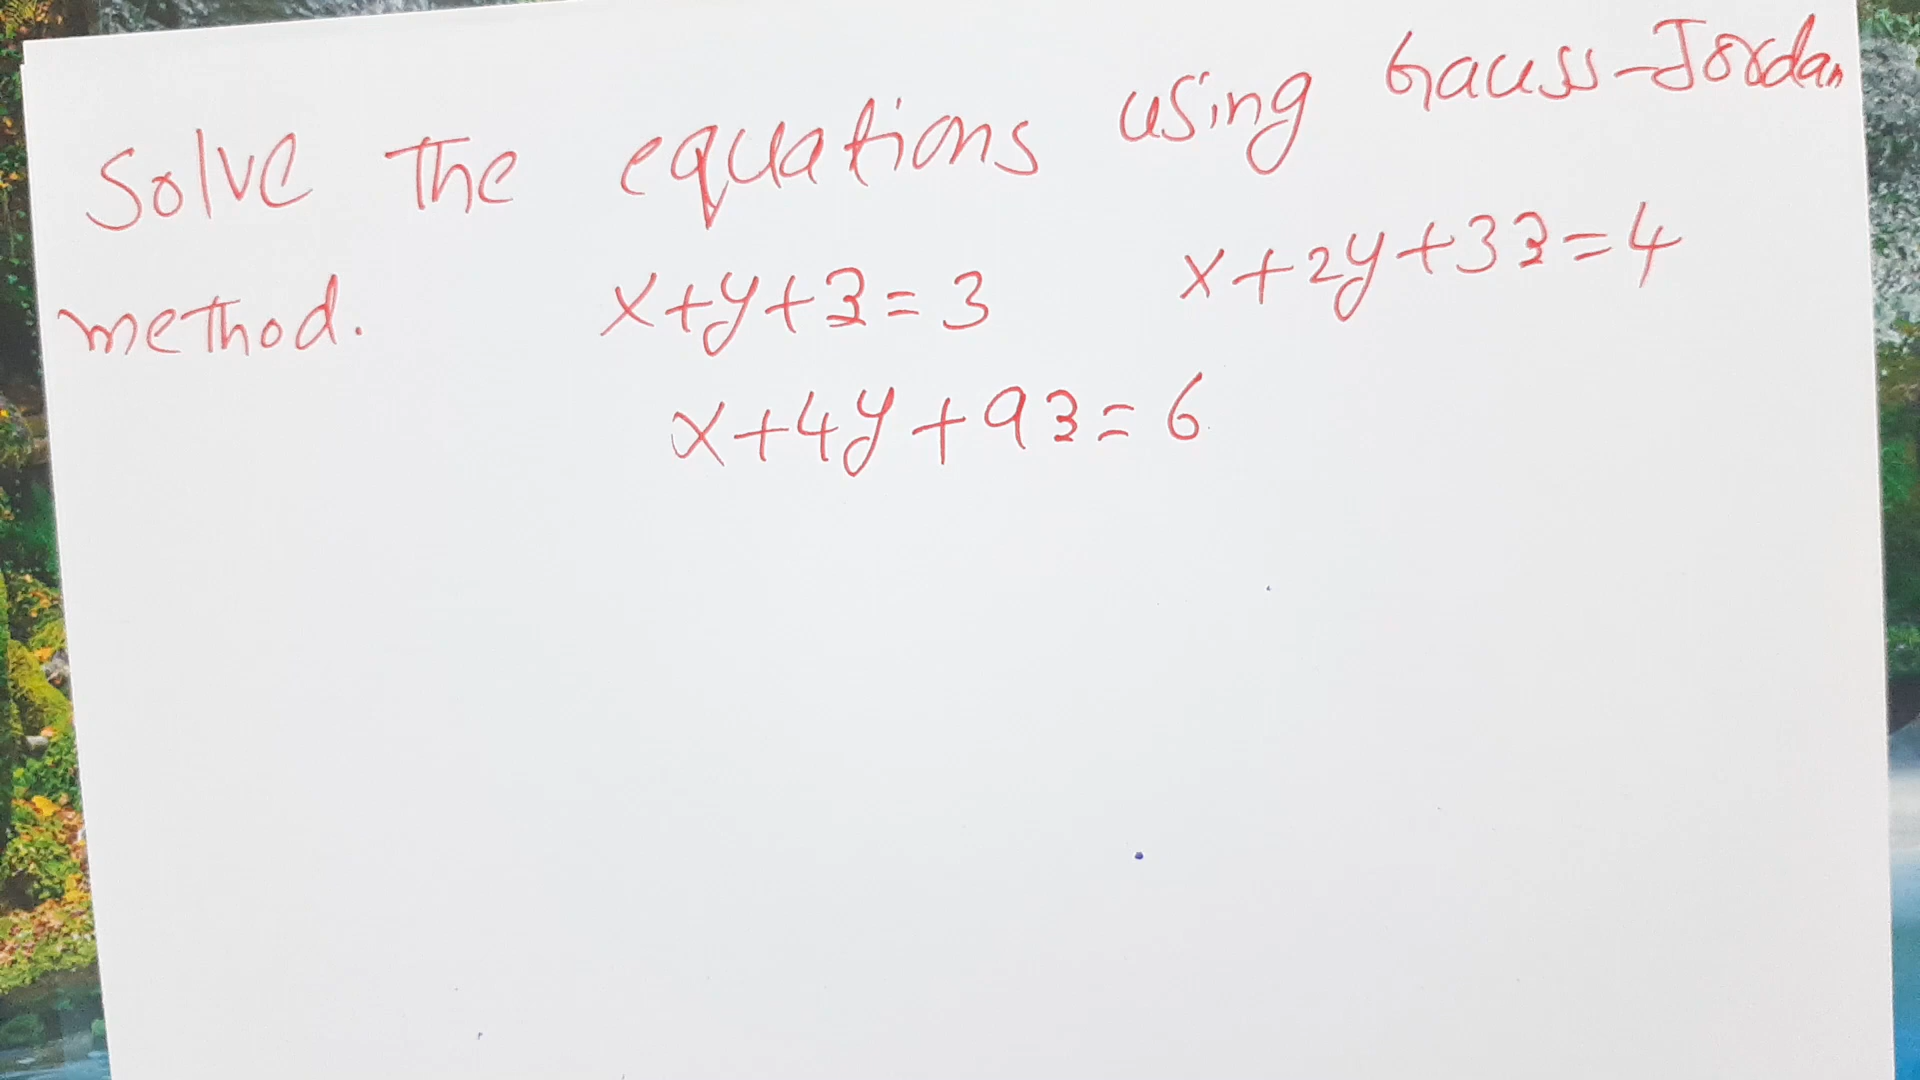 Solve the equations using Gauss-Jordan
method. x+y+z=3 x+2y+3z=4
x+4y+9z=6